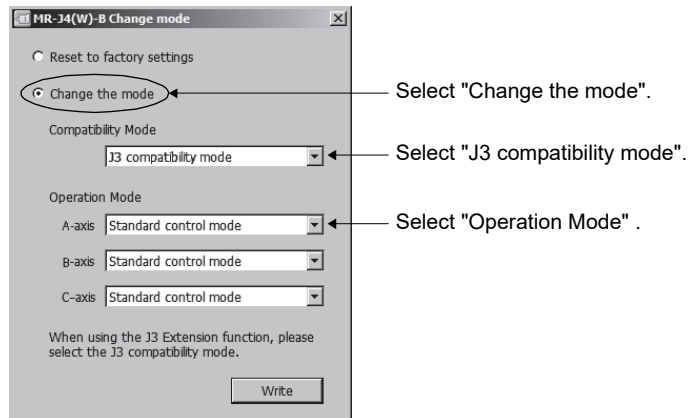 MR-J4(W)-B Change mode
Reset to factory settings
Change the mode
Select "Change the mode".
Compatibility Mode
J3 compatibility mode
Select "J3 compatibility mode".
Operation Mode
A-axis Standard control mode
Select "Operation Mode" .
B-axis Standard control mode
C-axis Standard control mode
When using the J3 Extension function, please
select the J3 compatibility mode.
Write